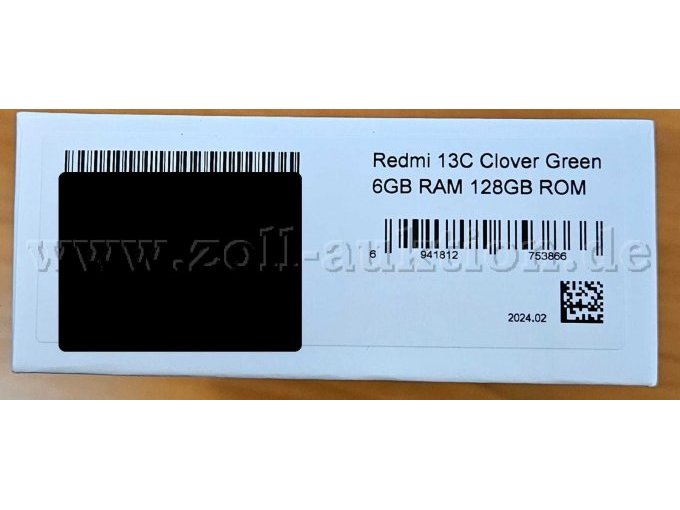 Redmi 13C Clover Green
6GB RAM 128GB ROM
www.zoll-auktion.de
6 941812 753866
2024.02